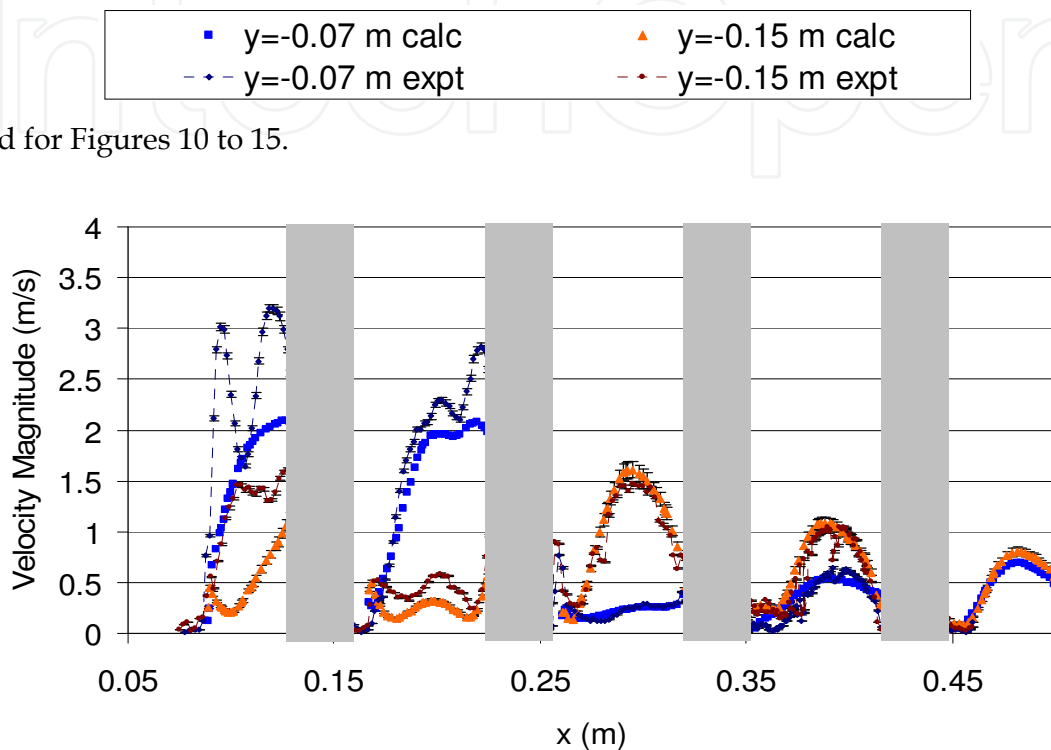 y=-0.07 m calc
y=-0.15 m calc
y=-0.07 m expt
y=-0.15 m expt
d for Figures 10 to 15.
4
3.5
3
2.5
2
1.5
1
0.5
0
Velocity Magnitude (m/s)
0.05 0.15 0.25 0.35 0.45
x (m)